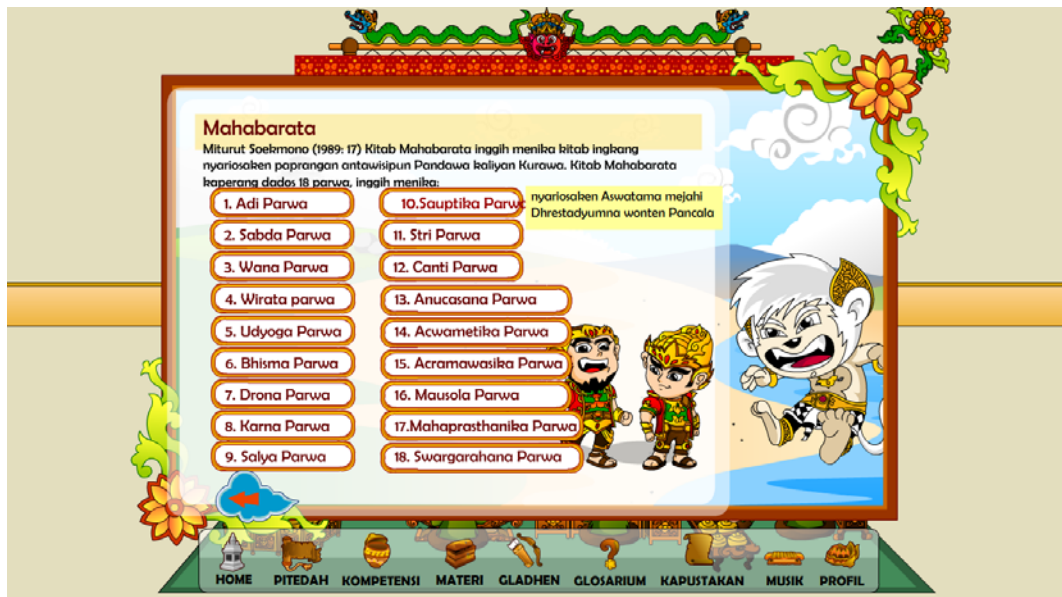 X
Mahabarata
Miturut Soekmono (1989: 17) Kitab Mahabarata inggih menika kitab ingkang
nyariosaken paprangan antawisipun Pandawa kaliyan Kurawa. Kitab Mahabarata
kaperang dados 18 parwa, inggih menika:
1. Adi Parwa
2. Sabda Parwa
3. Wana Parwa
4. Wirata parwa
5. Udyoga Parwa
6. Bhisma Parwa
7. Drona Parwa
8. Karna Parwa
9. Salya Parwa
10.Sauptika Parwa
nyariosaken Aswatama mejahi
Dhrestadyumna wonten Pancala
11. Stri Parwa
12. Canti Parwa
13. Anucasana Parwa
14. Acwametika Parwa
15. Acramawasika Parwa
16. Mausola Parwa
17.Mahaprasthanika Parwa
18. Swargarahana Parwa
HOME
PITEDAH
KOMPETENSI
MATERI
GLADHEN
GLOSARIUM
KAPUSTAKAN
MUSIK
PROFIL